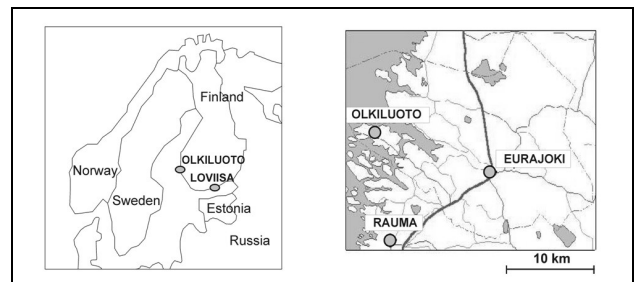 Finland
OLKILUOTO
LOVIISA
Norway
Sweden
Estonia
Russia
OLKILUOTO
EURAJOKI
RAUMA
10 km